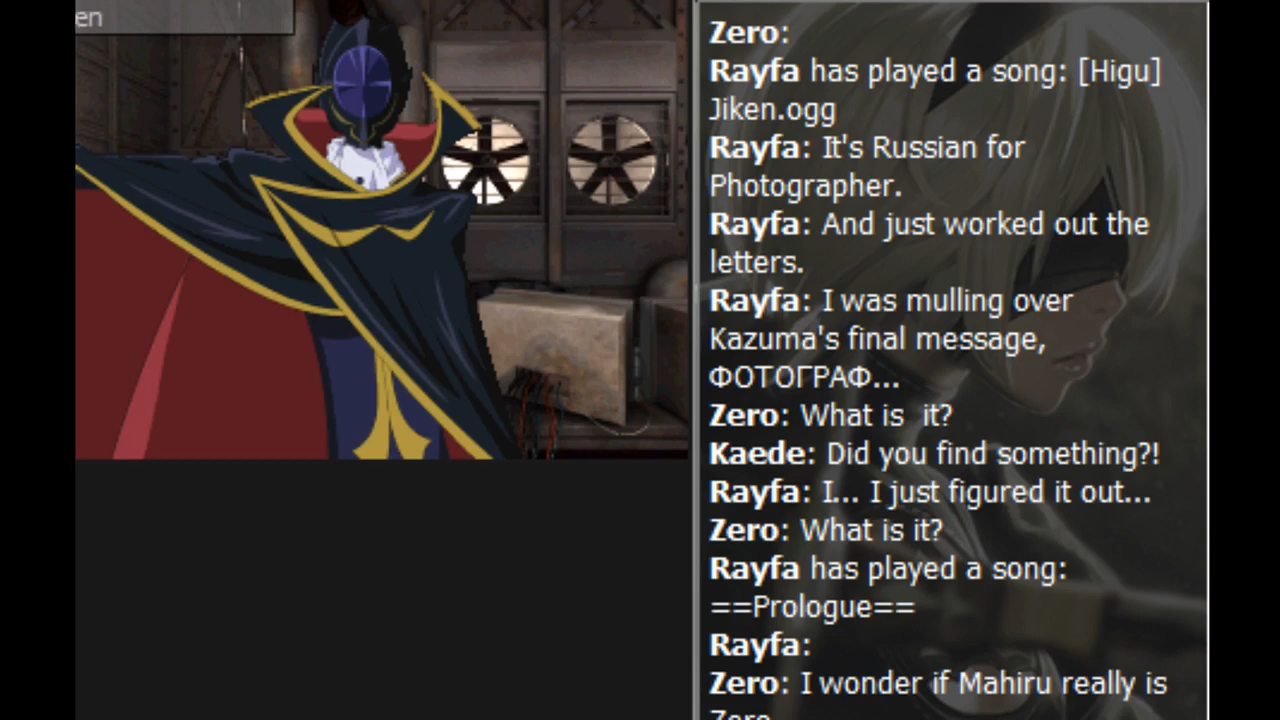 en
Zero:
Rayfa has played a song: [Higu]
Jiken.ogg
Rayfa: It's Russian for
Photographer.
Rayfa: And just worked out the
letters.
Rayfa: I was mulling over
Kazuma's final message,
ФОТОГРАФ...
Zero: What is  it?
Kaede: Did you find something?!
Rayfa: I... I just figured it out...
Zero: What is it?
Rayfa has played a song:
==Prologue==
Rayfa:
Zero: I wonder if Mahiru really is
Zero